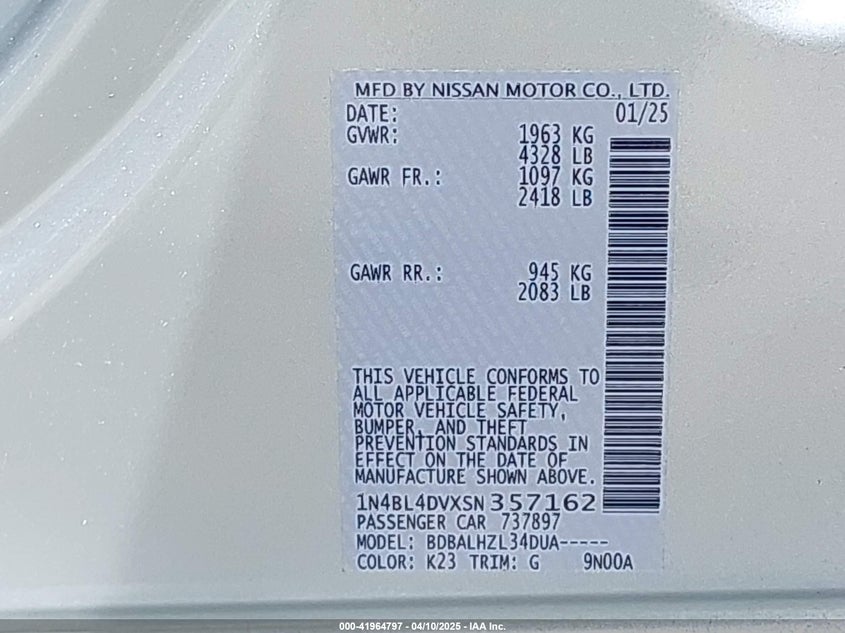 MFD BY NISSAN MOTOR CO., LTD.
DATE: 01/25
GVWR: 1963 KG
4328 LB
GAWR FR.: 1097 KG
2418 LB
GAWR RR.: 945 KG
2083 LB
THIS VEHICLE CONFORMS TO
ALL APPLICABLE FEDERAL
MOTOR VEHICLE SAFETY,
BUMPER, AND THEFT
PREVENTION STANDARDS IN
EFFECT ON THE DATE OF
MANUFACTURE SHOWN ABOVE.
1N4BL4DVXSN357162
PASSENGER CAR 737897
MODEL: BDBALHZL34DUA-----
COLOR: K23 TRIM: G 9N00A
000-41964797 - 04/10/2025 - IAA Inc.